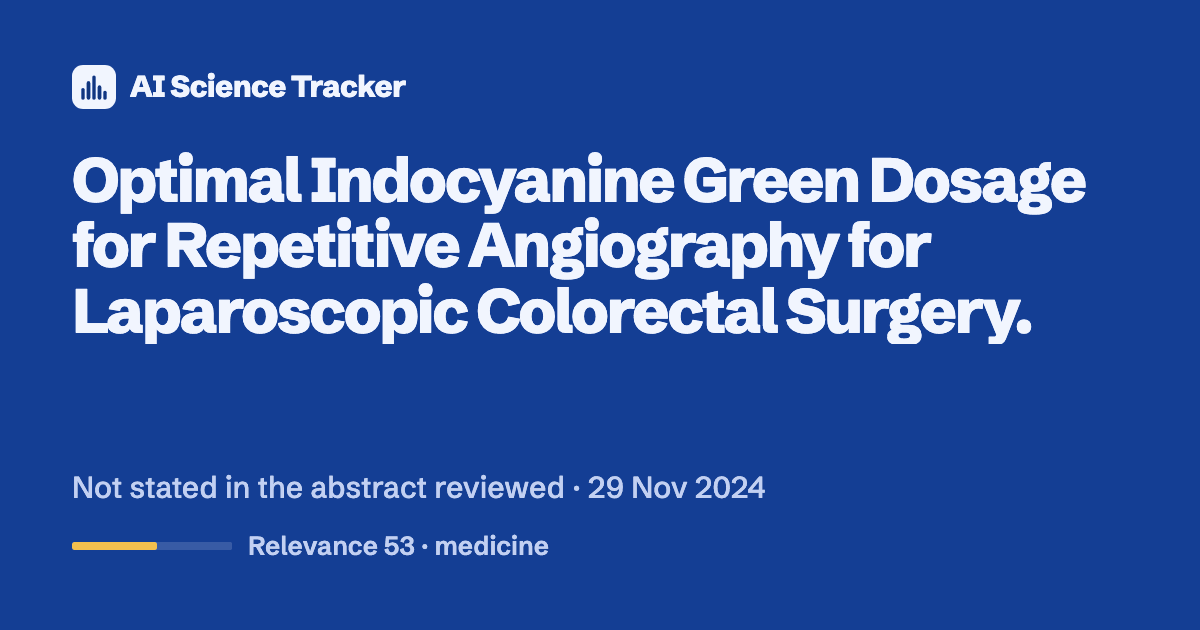 AI Science Tracker
Optimal Indocyanine Green Dosage
for Repetitive Angiography for
Laparoscopic Colorectal Surgery.
Not stated in the abstract reviewed · 29 Nov 2024
Relevance 53 · medicine